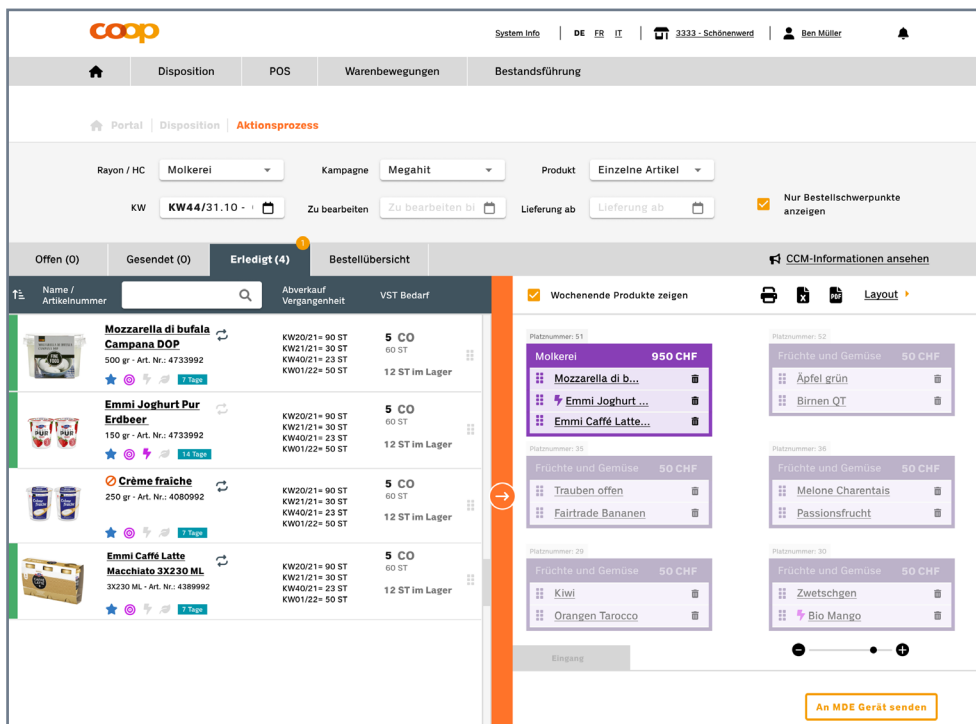 coop
System Info DE FR IT 3333 - Schönenwerd Ben Müller
Disposition POS Warenbewegungen Bestandsführung
Portal Disposition Aktionsprozess
Rayon / HC Molkerei Kampagne Megahit Produkt Einzelne Artikel
KW KW44/31.10 - Zu bearbeiten Zu bearbeiten bi Lieferung ab Lieferung ab
Nur Bestellschwerpunkte
anzeigen
1
Offen (0) Gesendet (0) Erledigt (4) Bestellübersicht CCM-Informationen ansehen
Name /
Artikelnummer
Abverkauf
Vergangenheit
VST Bedarf
Wochenende Produkte zeigen PDF Layout
Mozzarella di bufala
Campana DOP
500 gr - Art. Nr.: 4733992
7 Tage
KW20/21= 90 ST
KW21/21= 30 ST
KW40/21= 23 ST
KW01/22= 50 ST
5 CO
60 ST
12 ST im Lager
Emmi Joghurt Pur
Erdbeer
150 gr - Art. Nr.: 4733992
14 Tage
KW20/21= 90 ST
KW21/21= 30 ST
KW40/21= 23 ST
KW01/22= 50 ST
5 CO
60 ST
12 ST im Lager
Crème fraîche
250 gr - Art. Nr.: 4080992
7 Tage
KW20/21= 90 ST
KW21/21= 30 ST
KW40/21= 23 ST
KW01/22= 50 ST
5 CO
60 ST
12 ST im Lager
Emmi Caffé Latte
Macchiato 3X230 ML
3X230 ML - Art. Nr.: 4389992
7 Tage
KW20/21= 90 ST
KW21/21= 30 ST
KW40/21= 23 ST
KW01/22= 50 ST
5 CO
60 ST
12 ST im Lager
Platznummer: 51
Molkerei 950 CHF
Mozzarella di b...
Emmi Joghurt ...
Emmi Caffé Latte...
Platznummer: 52
Früchte und Gemüse 50 CHF
Äpfel grün
Birnen QT
Platznummer: 35
Früchte und Gemüse 50 CHF
Trauben offen
Fairtrade Bananen
Platznummer: 36
Früchte und Gemüse 50 CHF
Melone Charentais
Passionsfrucht
Platznummer: 29
Früchte und Gemüse 50 CHF
Kiwi
Orangen Tarocco
Platznummer: 30
Früchte und Gemüse 50 CHF
Zwetschgen
Bio Mango
Eingang
An MDE Gerät senden